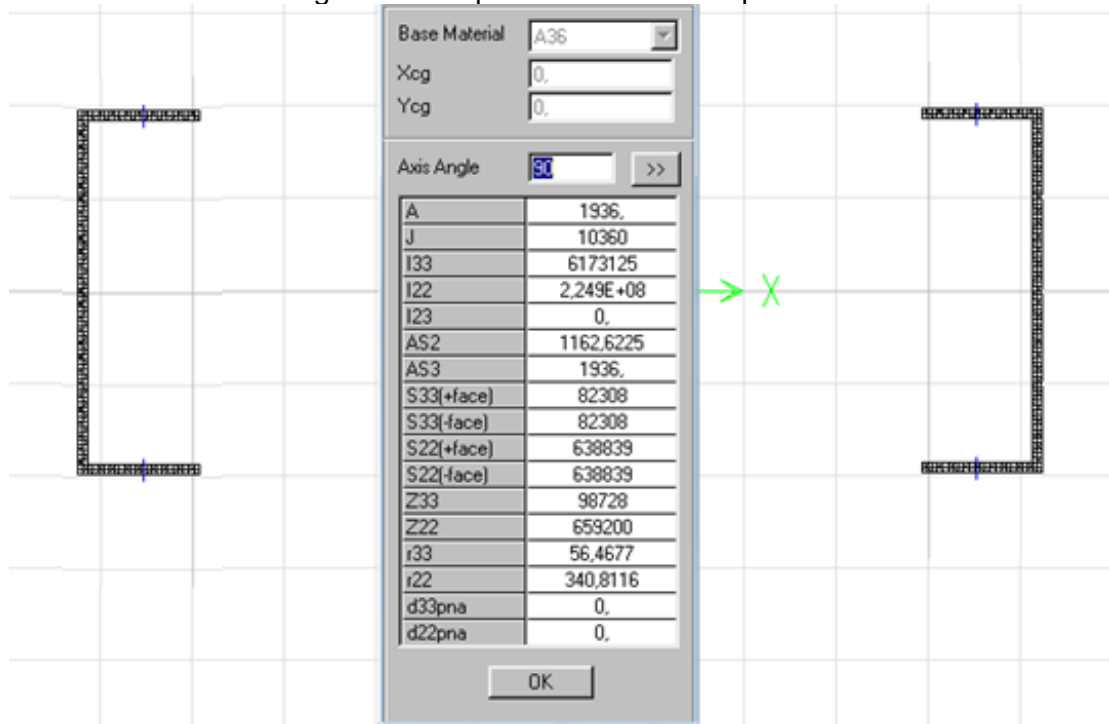 Base Material A36
Xcg 0,
Ycg 0,
Axis Angle 90 >>
A 1936,
J 10360
I33 6173125
I22 2,249E+08
I23 0,
AS2 1162,6225
AS3 1936,
S33(+face) 82308
S33(-face) 82308
S22(+face) 638839
S22(-face) 638839
Z33 98728
Z22 659200
r33 56,4677
r22 340,8116
d33pna 0,
d22pna 0,
OK
X